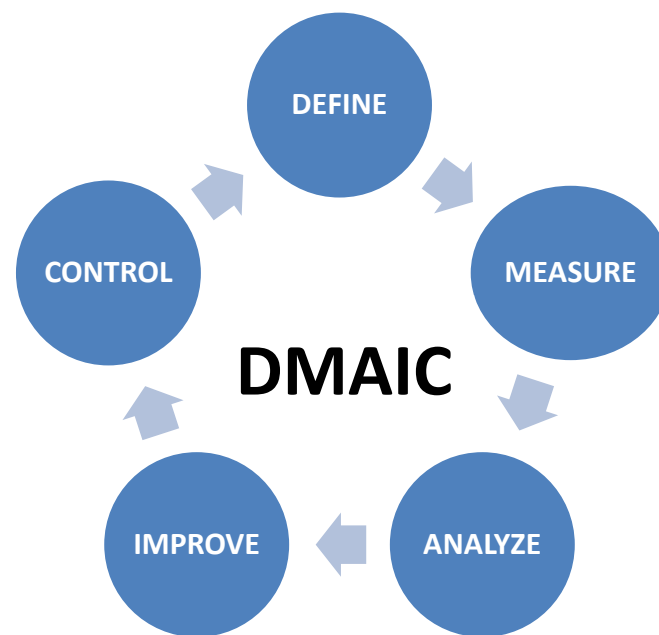 DEFINE
MEASURE
ANALYZE
IMPROVE
CONTROL
DMAIC